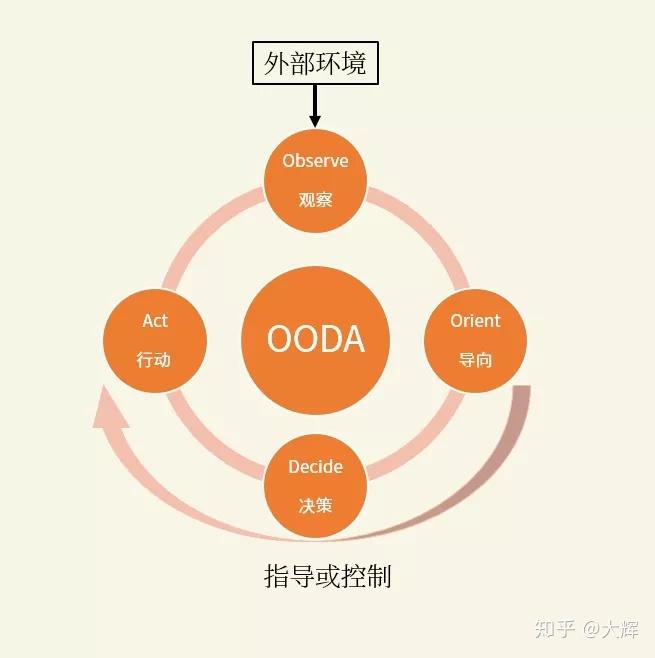 外部环境
Observe
观察
Act
行动
OODA
Orient
导向
Decide
决策
指导或控制
知乎 @大辉